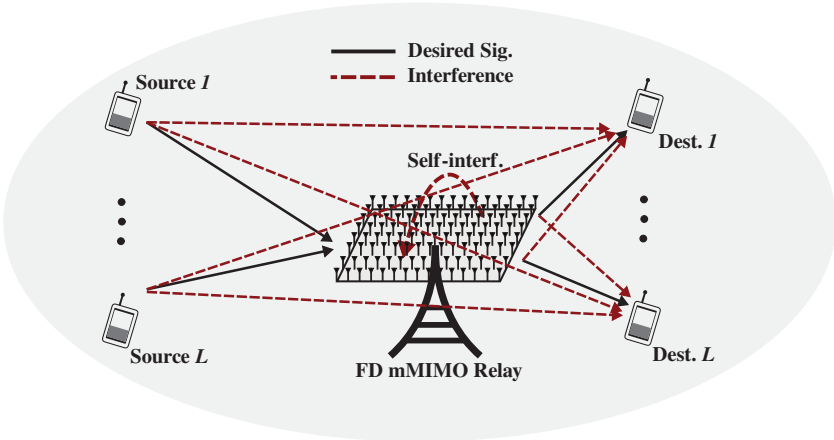 Desired Sig.
Interference
Source 1
Dest. 1
Self-interf.
Source L
Dest. L
FD mMIMO Relay